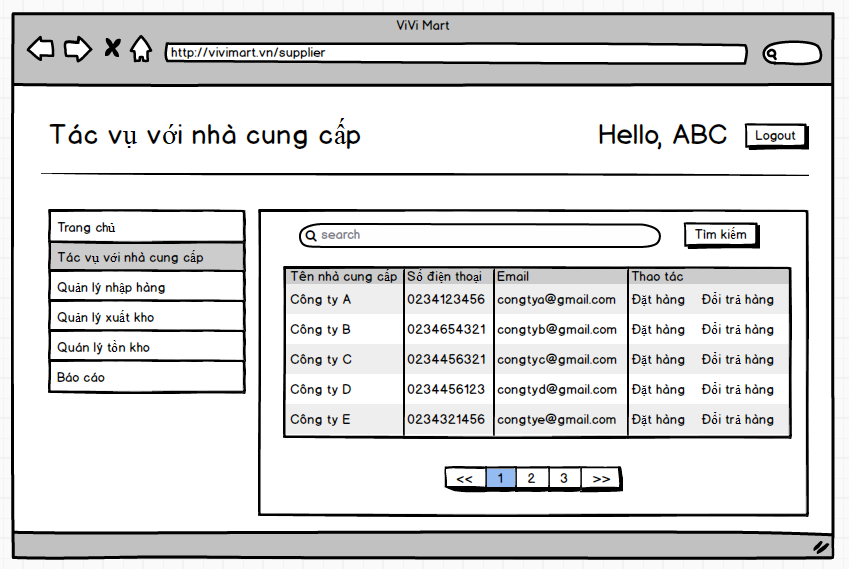 ViVi Mart
http://vivimart.vn/supplier
Tác vụ với nhà cung cấp
Hello, ABC
Logout
Trang chủ
Tác vụ với nhà cung cấp
Quản lý nhập hàng
Quản lý xuất kho
Quản lý tồn kho
Báo cáo
search
Tìm kiếm
Tên nhà cung cấp Số điện thoại Email Thao tác
Công ty A 0234123456 congtya@gmail.com Đặt hàng Đổi trả hàng
Công ty B 0234654321 congtyb@gmail.com Đặt hàng Đổi trả hàng
Công ty C 0234456321 congtyc@gmail.com Đặt hàng Đổi trả hàng
Công ty D 0234456123 congtyd@gmail.com Đặt hàng Đổi trả hàng
Công ty E 0234321456 congtye@gmail.com Đặt hàng Đổi trả hàng
<< 1 2 3 >>